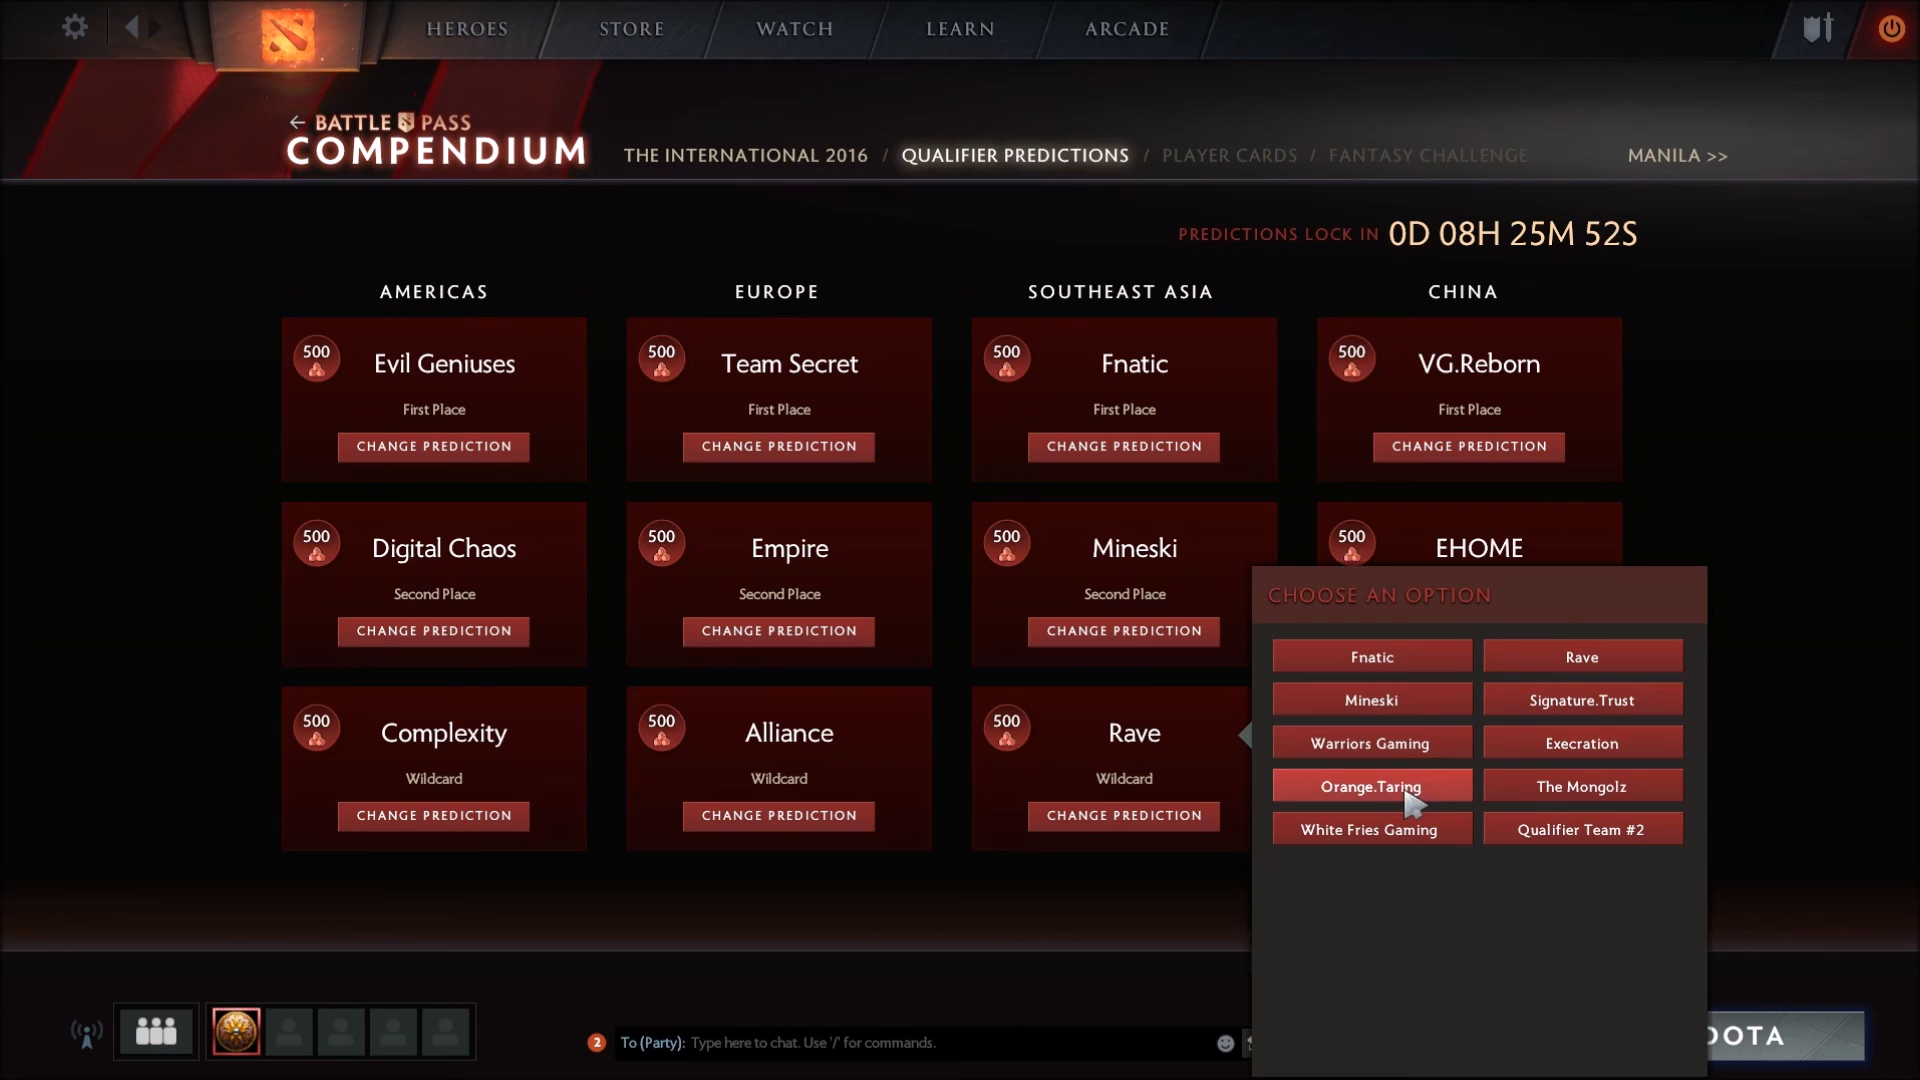 HEROES
STORE
WATCH
LEARN
ARCADE
BATTLE PASS
COMPENDIUM
THE INTERNATIONAL 2016 / QUALIFIER PREDICTIONS / PLAYER CARDS / FANTASY CHALLENGE
MANILA >>
PREDICTIONS LOCK IN 0D 08H 25M 52S
AMERICAS
EUROPE
SOUTHEAST ASIA
CHINA
500
Evil Geniuses
First Place
CHANGE PREDICTION
500
Team Secret
First Place
CHANGE PREDICTION
500
Fnatic
First Place
CHANGE PREDICTION
500
VG.Reborn
First Place
CHANGE PREDICTION
500
Digital Chaos
Second Place
CHANGE PREDICTION
500
Empire
Second Place
CHANGE PREDICTION
500
Mineski
Second Place
CHANGE PREDICTION
500
EHOME
500
Complexity
Wildcard
CHANGE PREDICTION
500
Alliance
Wildcard
CHANGE PREDICTION
500
Rave
Wildcard
CHANGE PREDICTION
CHOOSE AN OPTION
Fnatic
Rave
Mineski
Signature.Trust
Warriors Gaming
Execration
Orange.Taring
The Mongolz
White Fries Gaming
Qualifier Team #2
2
To (Party): Type here to chat. Use '/' for commands.
DOTA